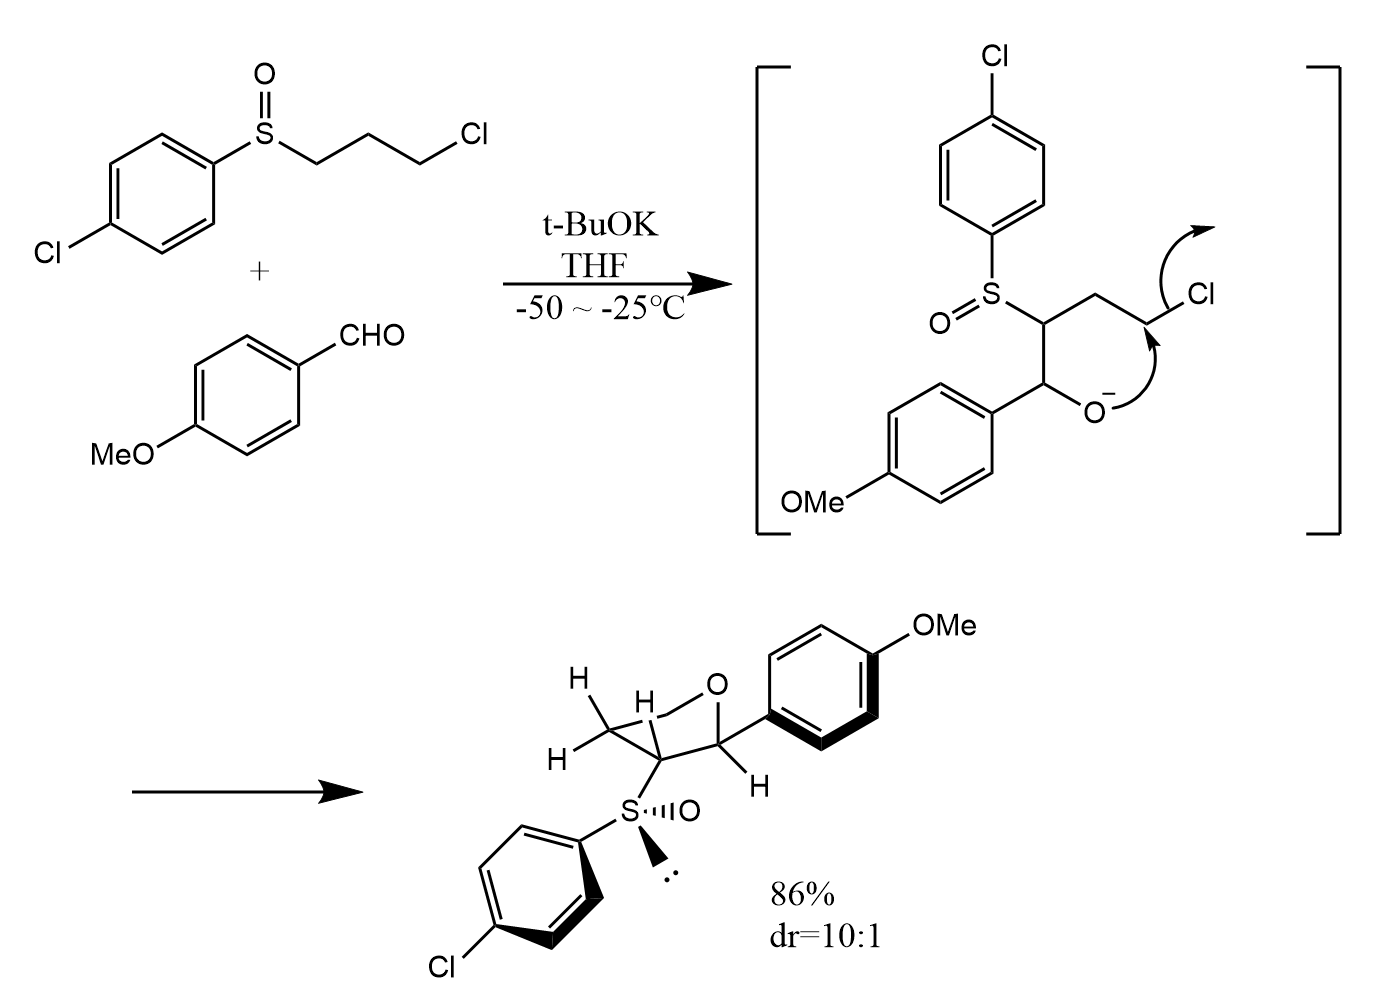 O
S
Cl
Cl
+
CHO
MeO
t-BuOK
THF
-50 ~ -25°C
Cl
S
O
Cl
O⁻
OMe
OMe
O
H
H
H
H
S
O
..
Cl
86%
dr=10:1